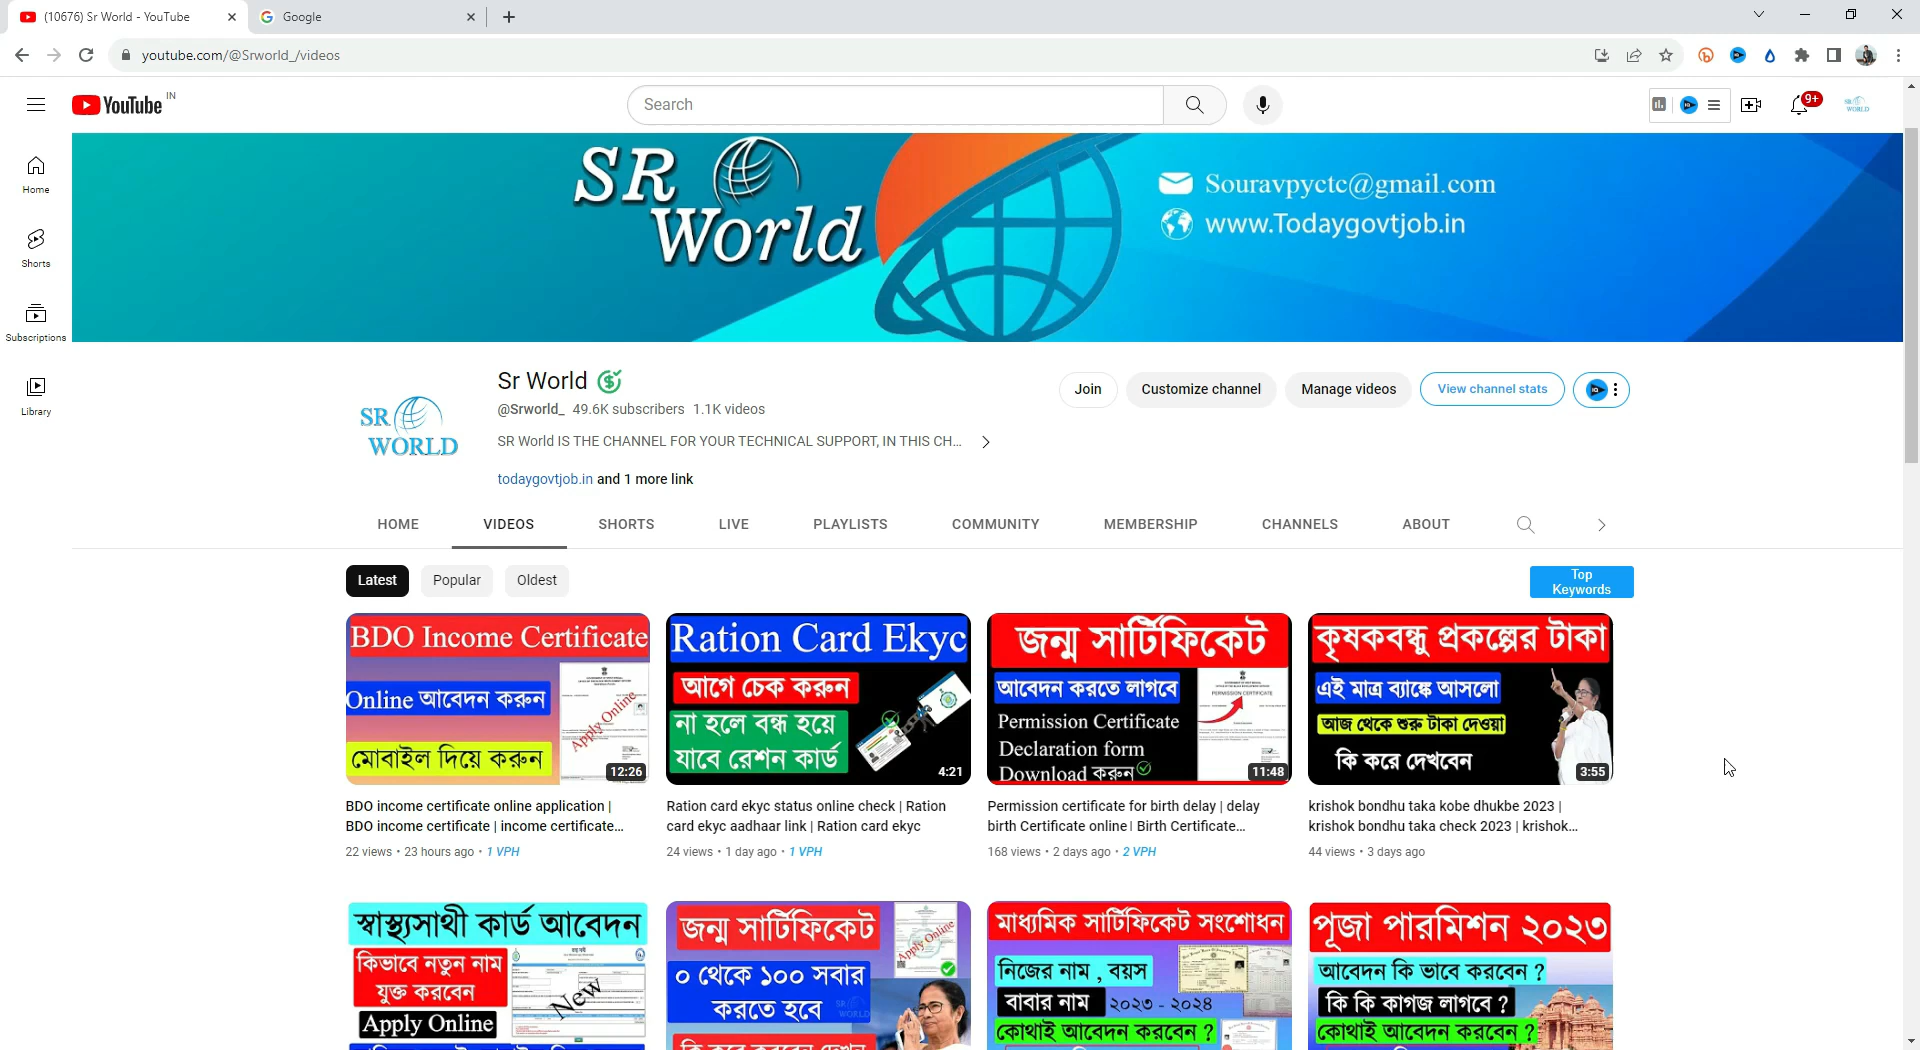 (10676) Sr World - YouTube
Google
youtube.com/@Srworld_/videos
YouTube IN
Search
9+
SR
WORLD
Home
Shorts
Subscriptions
Library
SR
World
Souravpyctc@gmail.com
www.Todaygovtjob.in
SR
WORLD
Sr World
@Srworld_ 49.6K subscribers 1.1K videos
SR World IS THE CHANNEL FOR YOUR TECHNICAL SUPPORT, IN THIS CH...
todaygovtjob.in and 1 more link
Join
Customize channel
Manage videos
View channel stats
HOME
VIDEOS
SHORTS
LIVE
PLAYLISTS
COMMUNITY
MEMBERSHIP
CHANNELS
ABOUT
Latest
Popular
Oldest
Top
Keywords
BDO Income Certificate
Online আবেদন করুন
Apply Online
মোবাইল দিয়ে করুন
12:26
BDO income certificate online application |
BDO income certificate | income certificate...
22 views • 23 hours ago • 1 VPH
Ration Card Ekyc
আগে চেক করুন
না হলে বন্ধ হয়ে
যাবে রেশন কার্ড
4:21
Ration card ekyc status online check | Ration
card ekyc aadhaar link | Ration card ekyc
24 views • 1 day ago • 1 VPH
জন্ম সার্টিফিকেট
আবেদন করতে লাগবে
PERMISSION CERTIFICATE
Permission Certificate
Declaration form
Download করুন
11:48
Permission certificate for birth delay | delay
birth Certificate online | Birth Certificate...
168 views • 2 days ago • 2 VPH
কৃষকবন্ধু প্রকল্পের টাকা
এই মাত্র ব্যাঙ্কে আসলো
আজ থেকে শুরু টাকা দেওয়া
কি করে দেখবেন
3:55
krishok bondhu taka kobe dhukbe 2023 |
krishok bondhu taka check 2023 | krishok...
44 views • 3 days ago
স্বাস্থ্যসাথী কার্ড আবেদন
কিভাবে নতুন নাম
যুক্ত করবেন
New
Apply Online
জন্ম সার্টিফিকেট
Apply Online
০ থেকে ১০০ সবার
করতে হবে
SR
WORLD
মাধ্যমিক সার্টিফিকেট সংশোধন
নিজের নাম , বয়স
বাবার নাম ২০২৩ - ২০২৪
কোথাই আবেদন করবেন ?
পূজা পারমিশন ২০২৩
আবেদন কি ভাবে করবেন ?
কি কি কাগজ লাগবে ?
কোথাই আবেদন করবেন ?